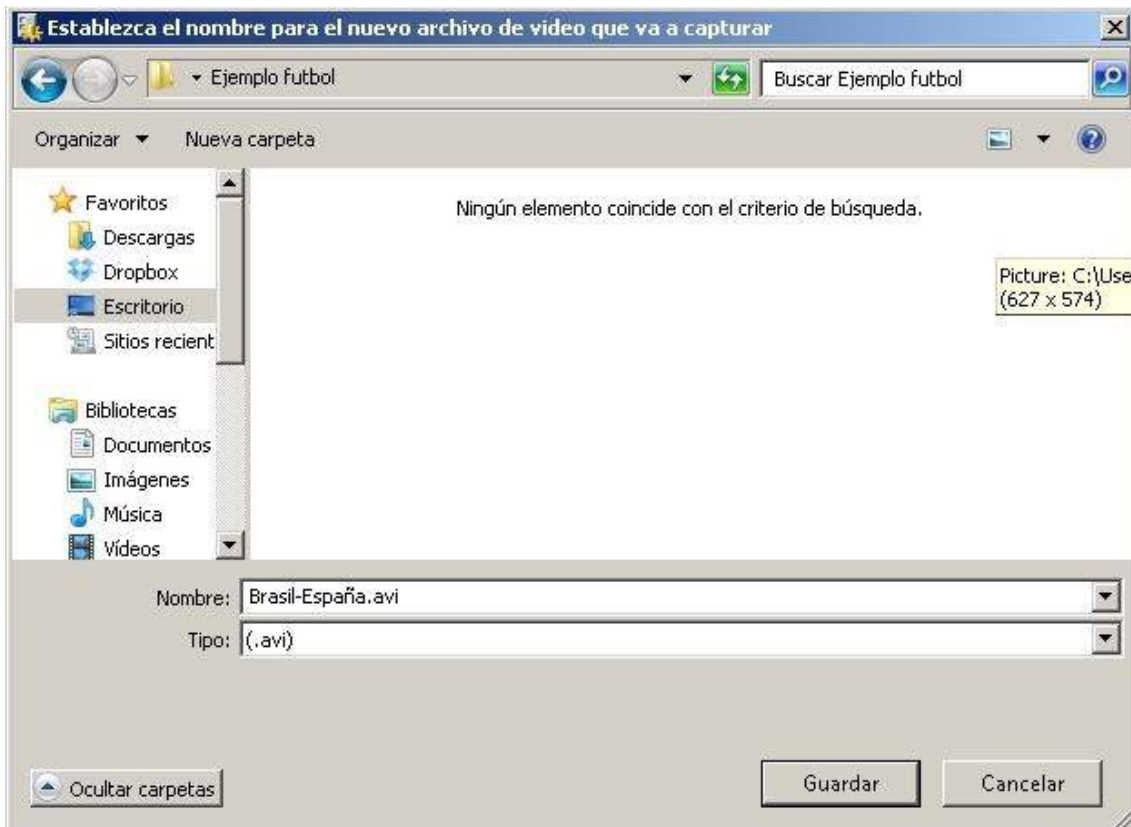 Establezca el nombre para el nuevo archivo de video que va a capturar
Ejemplo futbol
Buscar Ejemplo futbol
Organizar
Nueva carpeta
Favoritos
Descargas
Dropbox
Escritorio
Sitios recient
Bibliotecas
Documentos
Imágenes
Música
Vídeos
Ningún elemento coincide con el criterio de búsqueda.
Picture: C:\Use
(627 x 574)
Nombre: Brasil-España.avi
Tipo: (.avi)
Ocultar carpetas
Guardar
Cancelar